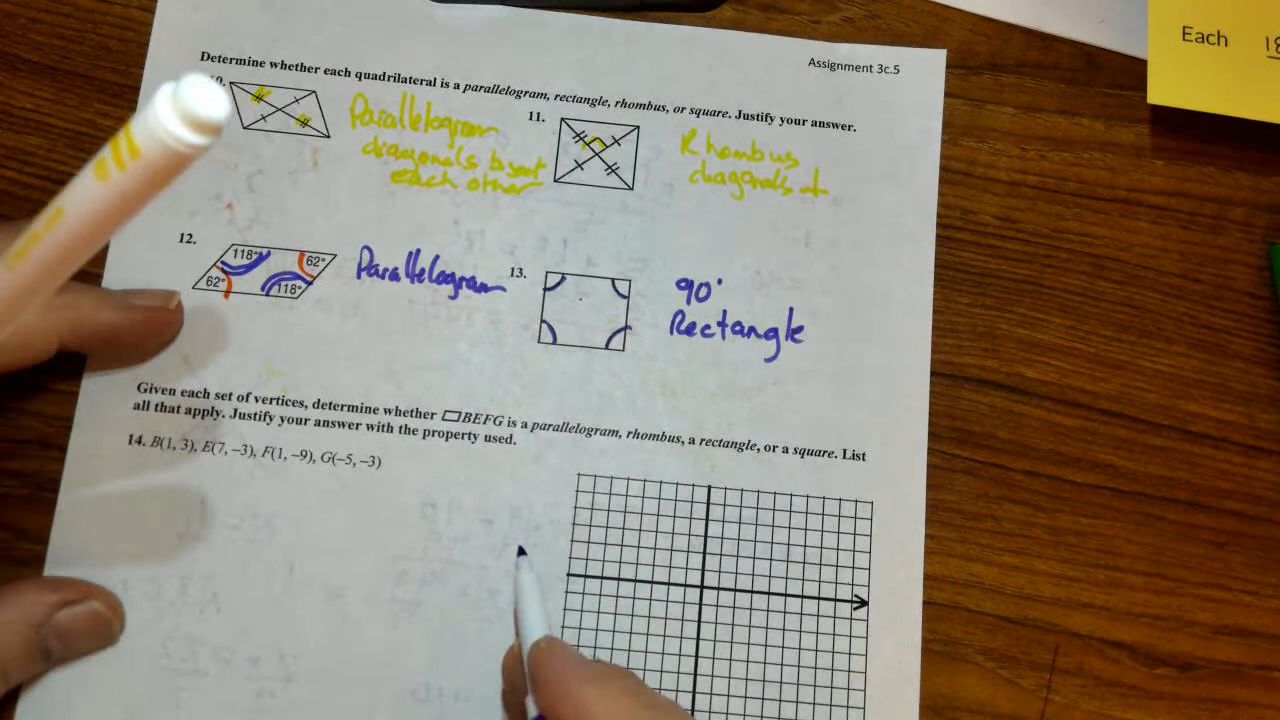 Assignment 3c.5
Each 18
Determine whether each quadrilateral is a parallelogram, rectangle, rhombus, or square. Justify your answer.
Parallelogram
diagonals
each other
11.
Rhombus
diagonals ⊥
12.
118°
62°
62°
118°
Parallelogram
13.
90°
Rectangle
Given each set of vertices, determine whether ▱BEFG is a parallelogram, rhombus, a rectangle, or a square. List
all that apply. Justify your answer with the property used.
14. B(1, 3), E(7, –3), F(1, –9), G(–5, –3)